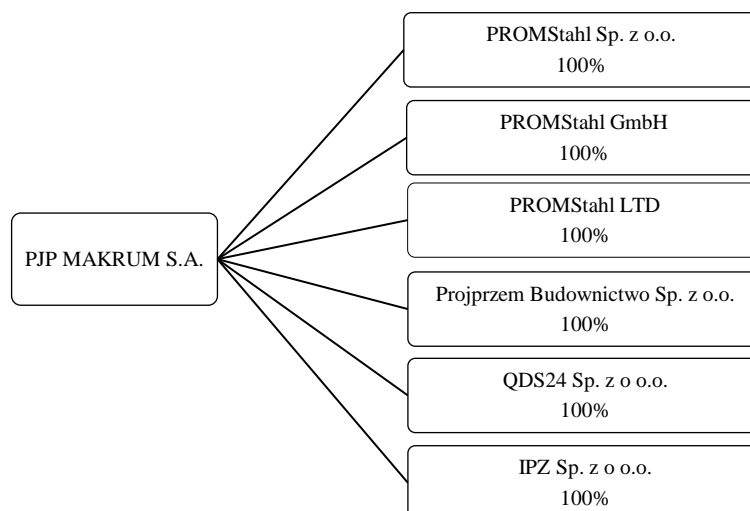 PROMStahl Sp. z o.o.
100%
PROMStahl GmbH
100%
PROMStahl LTD
100%
PJP MAKRUM S.A.
Projprzem Budownictwo Sp. z o.o.
100%
QDS24 Sp. z o o.o.
100%
IPZ Sp. z o o.o.
100%